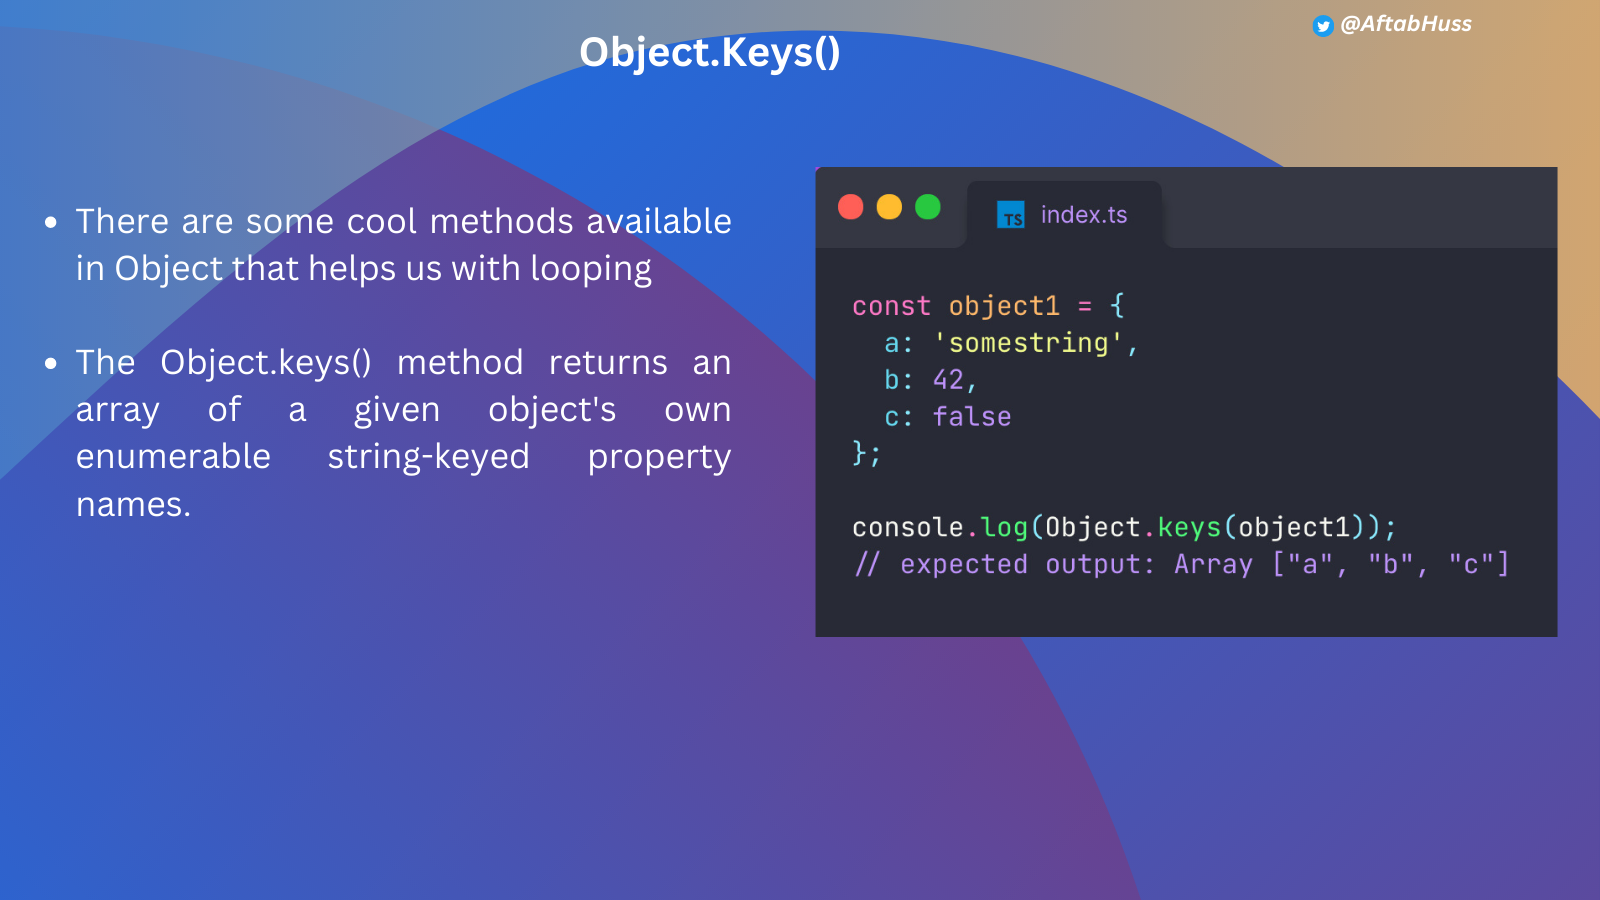 Object.Keys()
@AftabHuss
• There are some cool methods available
in Object that helps us with looping
• The Object.keys() method returns an
array of a given object's own
enumerable string-keyed property
names.
TS index.ts
const object1 = {
  a: 'somestring',
  b: 42,
  c: false
};
console.log(Object.keys(object1));
// expected output: Array ["a", "b", "c"]